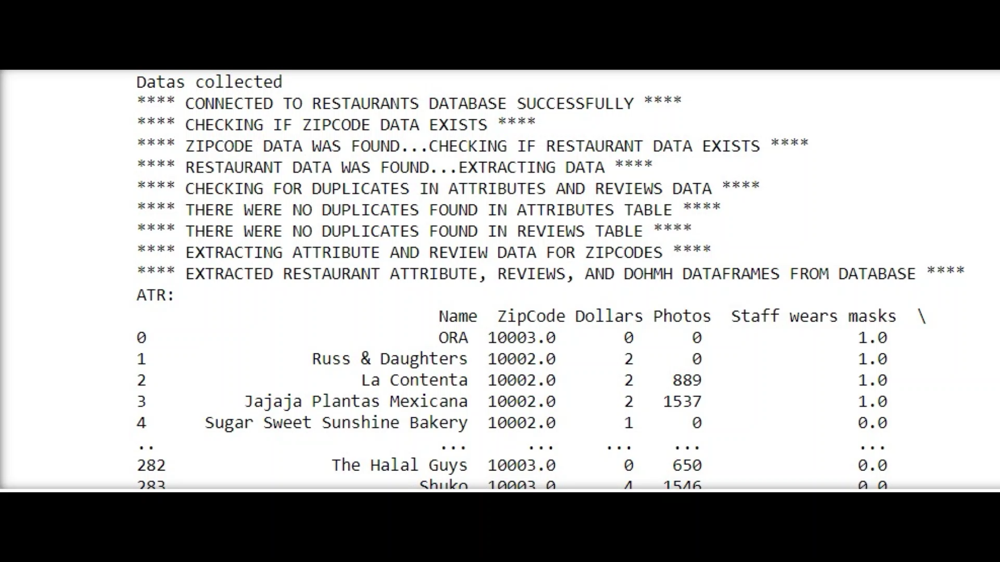 Datas collected
**** CONNECTED TO RESTAURANTS DATABASE SUCCESSFULLY ****
**** CHECKING IF ZIPCODE DATA EXISTS ****
**** ZIPCODE DATA WAS FOUND...CHECKING IF RESTAURANT DATA EXISTS ****
**** RESTAURANT DATA WAS FOUND...EXTRACTING DATA ****
**** CHECKING FOR DUPLICATES IN ATTRIBUTES AND REVIEWS DATA ****
**** THERE WERE NO DUPLICATES FOUND IN ATTRIBUTES TABLE ****
**** THERE WERE NO DUPLICATES FOUND IN REVIEWS TABLE ****
**** EXTRACTING ATTRIBUTE AND REVIEW DATA FOR ZIPCODES ****
**** EXTRACTED RESTAURANT ATTRIBUTE, REVIEWS, AND DOHMH DATAFRAMES FROM DATABASE ****
ATR:
Name ZipCode Dollars Photos Staff wears masks \
0 ORA 10003.0 0 0 1.0
1 Russ & Daughters 10002.0 2 0 1.0
2 La Contenta 10002.0 2 889 1.0
3 Jajaja Plantas Mexicana 10002.0 2 1537 1.0
4 Sugar Sweet Sunshine Bakery 10002.0 1 0 0.0
.. ... ... ... ... ...
282 The Halal Guys 10003.0 0 650 0.0
283 Shuko 10003.0 4 1546 0.0